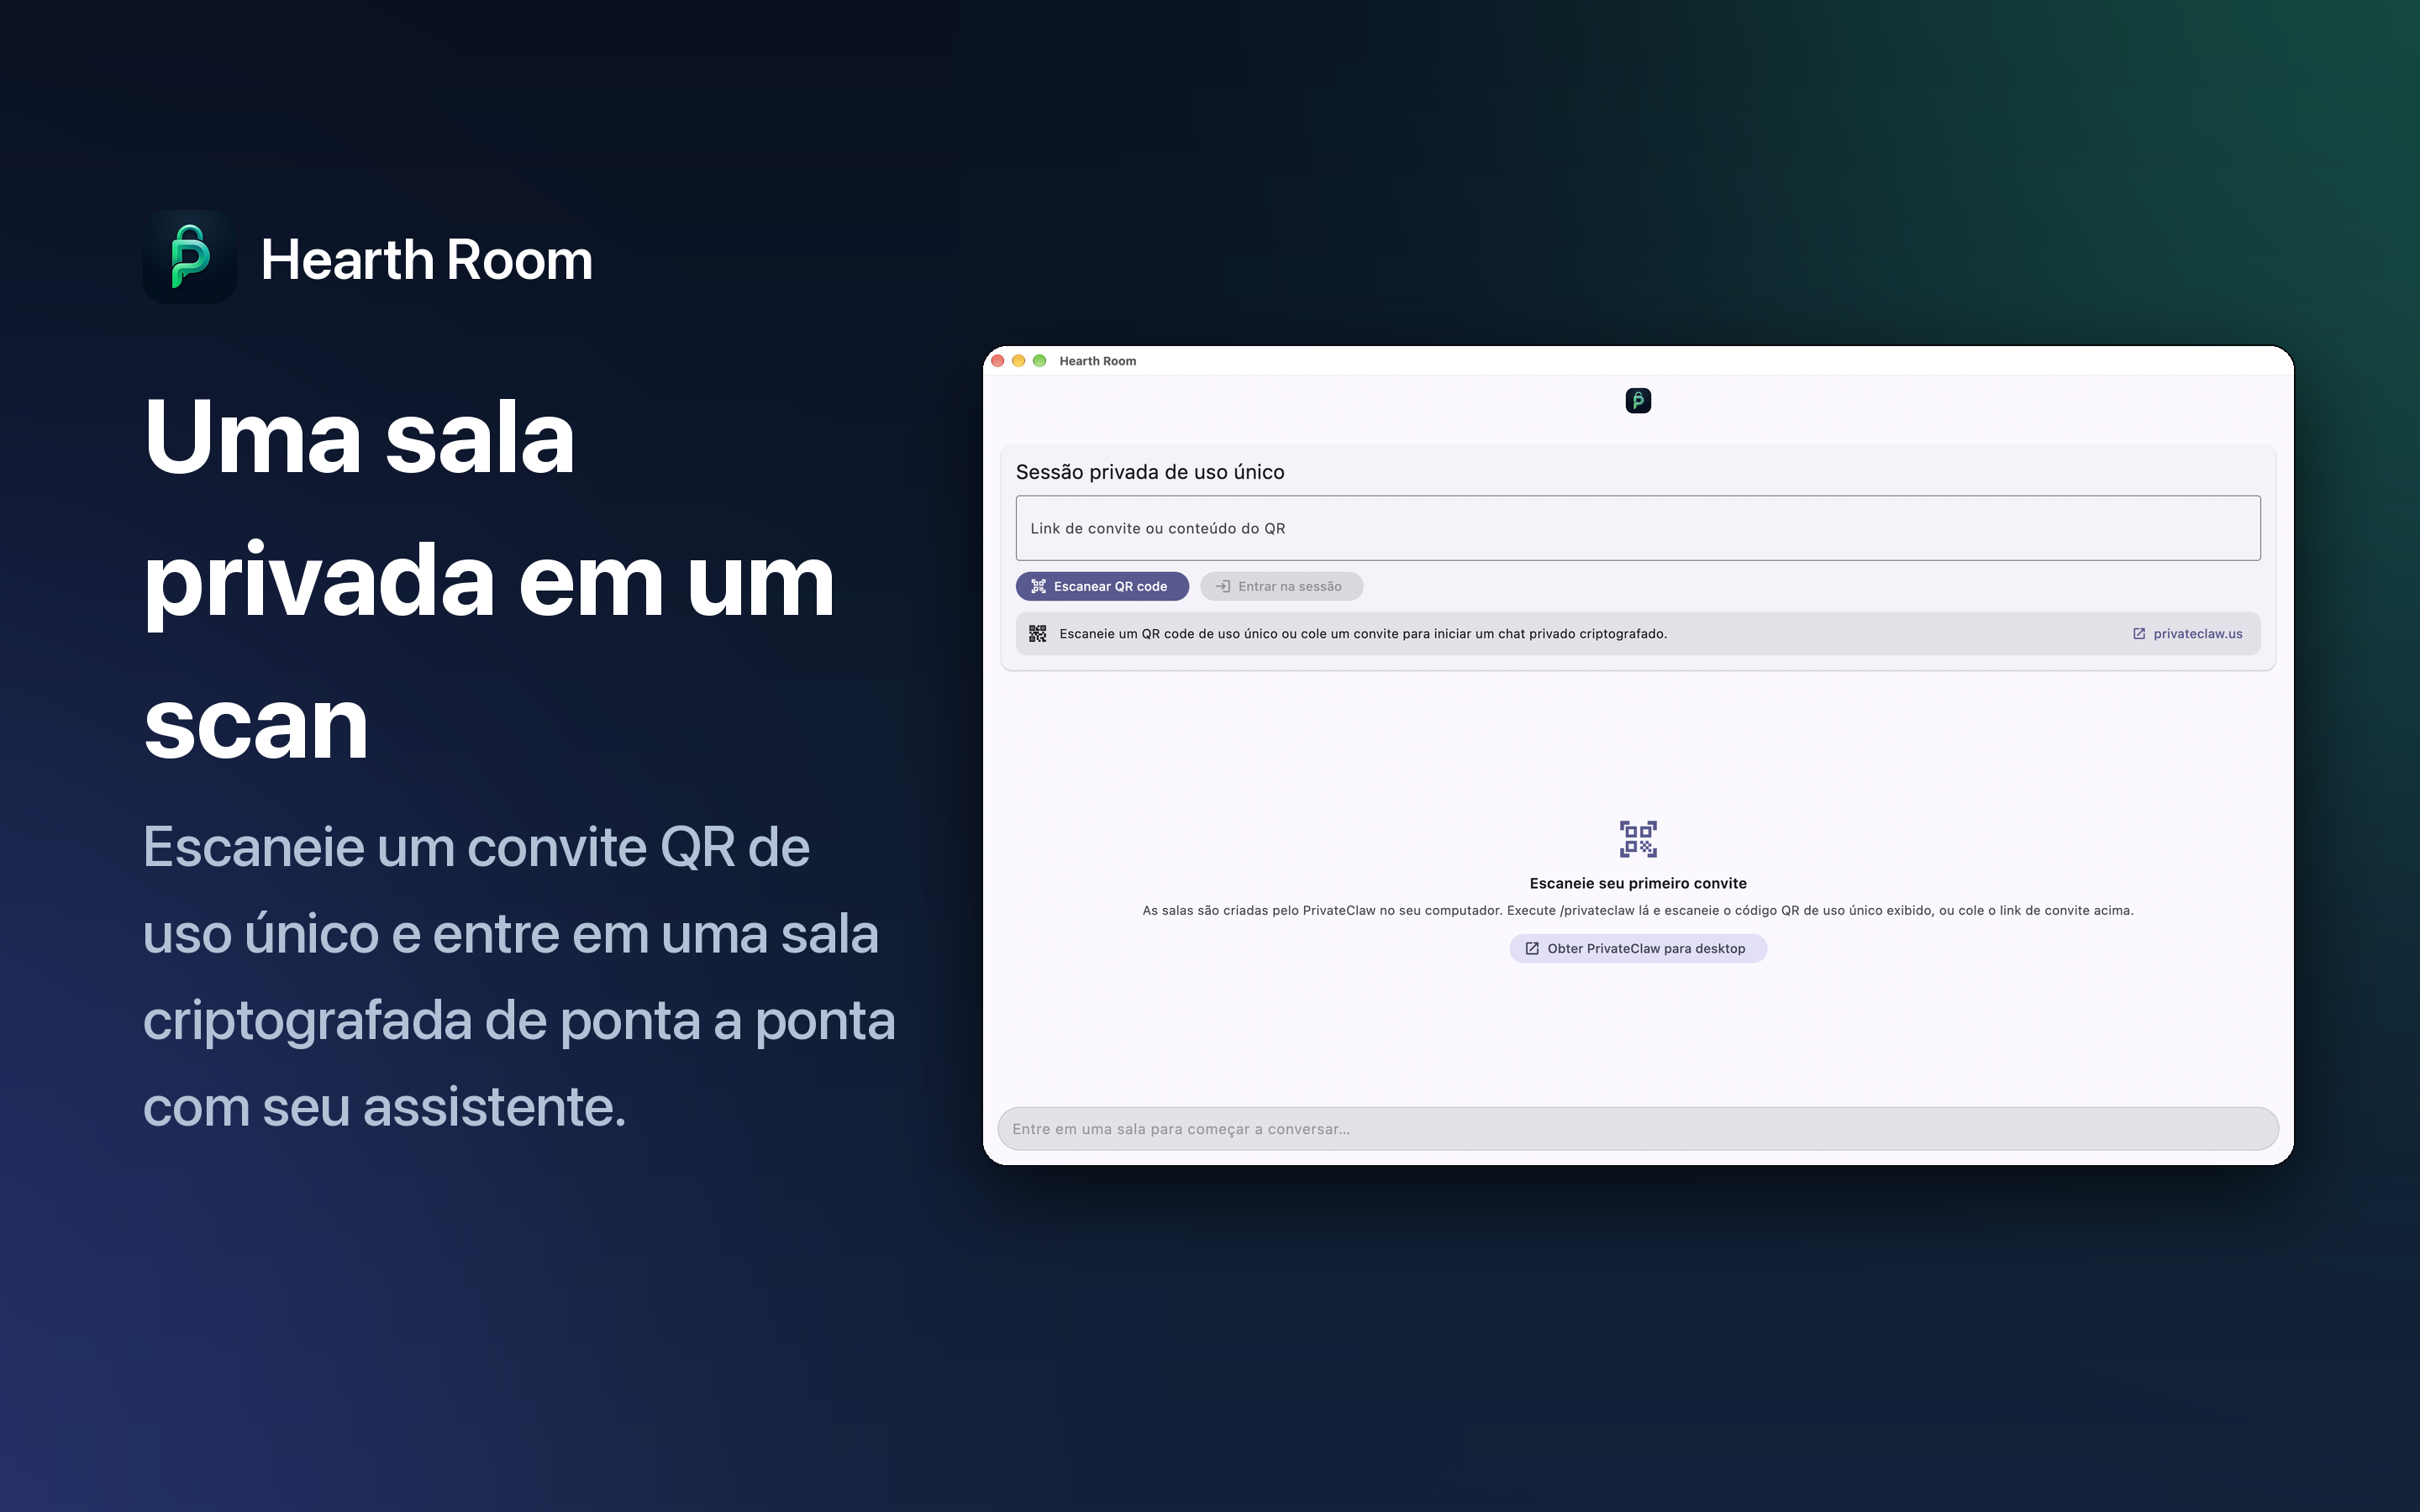 Hearth Room
Uma sala
privada em um
scan
Escaneie um convite QR de
uso único e entre em uma sala
criptografada de ponta a ponta
com seu assistente.
Hearth Room
Sessão privada de uso único
Link de convite ou conteúdo do QR
Escanear QR code
Entrar na sessão
Escaneie um QR code de uso único ou cole um convite para iniciar um chat privado criptografado.
privateclaw.us
Escaneie seu primeiro convite
As salas são criadas pelo PrivateClaw no seu computador. Execute /privateclaw lá e escaneie o código QR de uso único exibido, ou cole o link de convite acima.
Obter PrivateClaw para desktop
Entre em uma sala para começar a conversar...